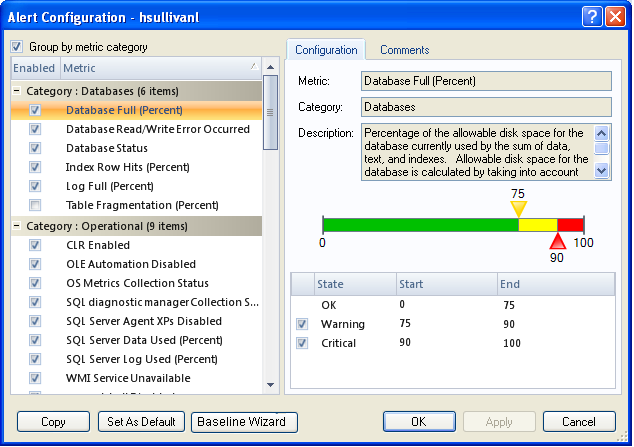 Alert Configuration - hsullivanl
Group by metric category
Enabled Metric
Category : Databases (6 items)
Database Full (Percent)
Database Read/Write Error Occurred
Database Status
Index Row Hits (Percent)
Log Full (Percent)
Table Fragmentation (Percent)
Category : Operational (9 items)
CLR Enabled
OLE Automation Disabled
OS Metrics Collection Status
SQL diagnostic managerCollection S...
SQL Server Agent XPs Disabled
SQL Server Data Used (Percent)
SQL Server Log Used (Percent)
WMI Service Unavailable
Configuration Comments
Metric: Database Full (Percent)
Category: Databases
Description: Percentage of the allowable disk space for the
database currently used by the sum of data,
text, and indexes. Allowable disk space for the
database is calculated by taking into account
75
0 100
90
State Start End
OK 0 75
Warning 75 90
Critical 90 100
Copy Set As Default Baseline Wizard OK Apply Cancel